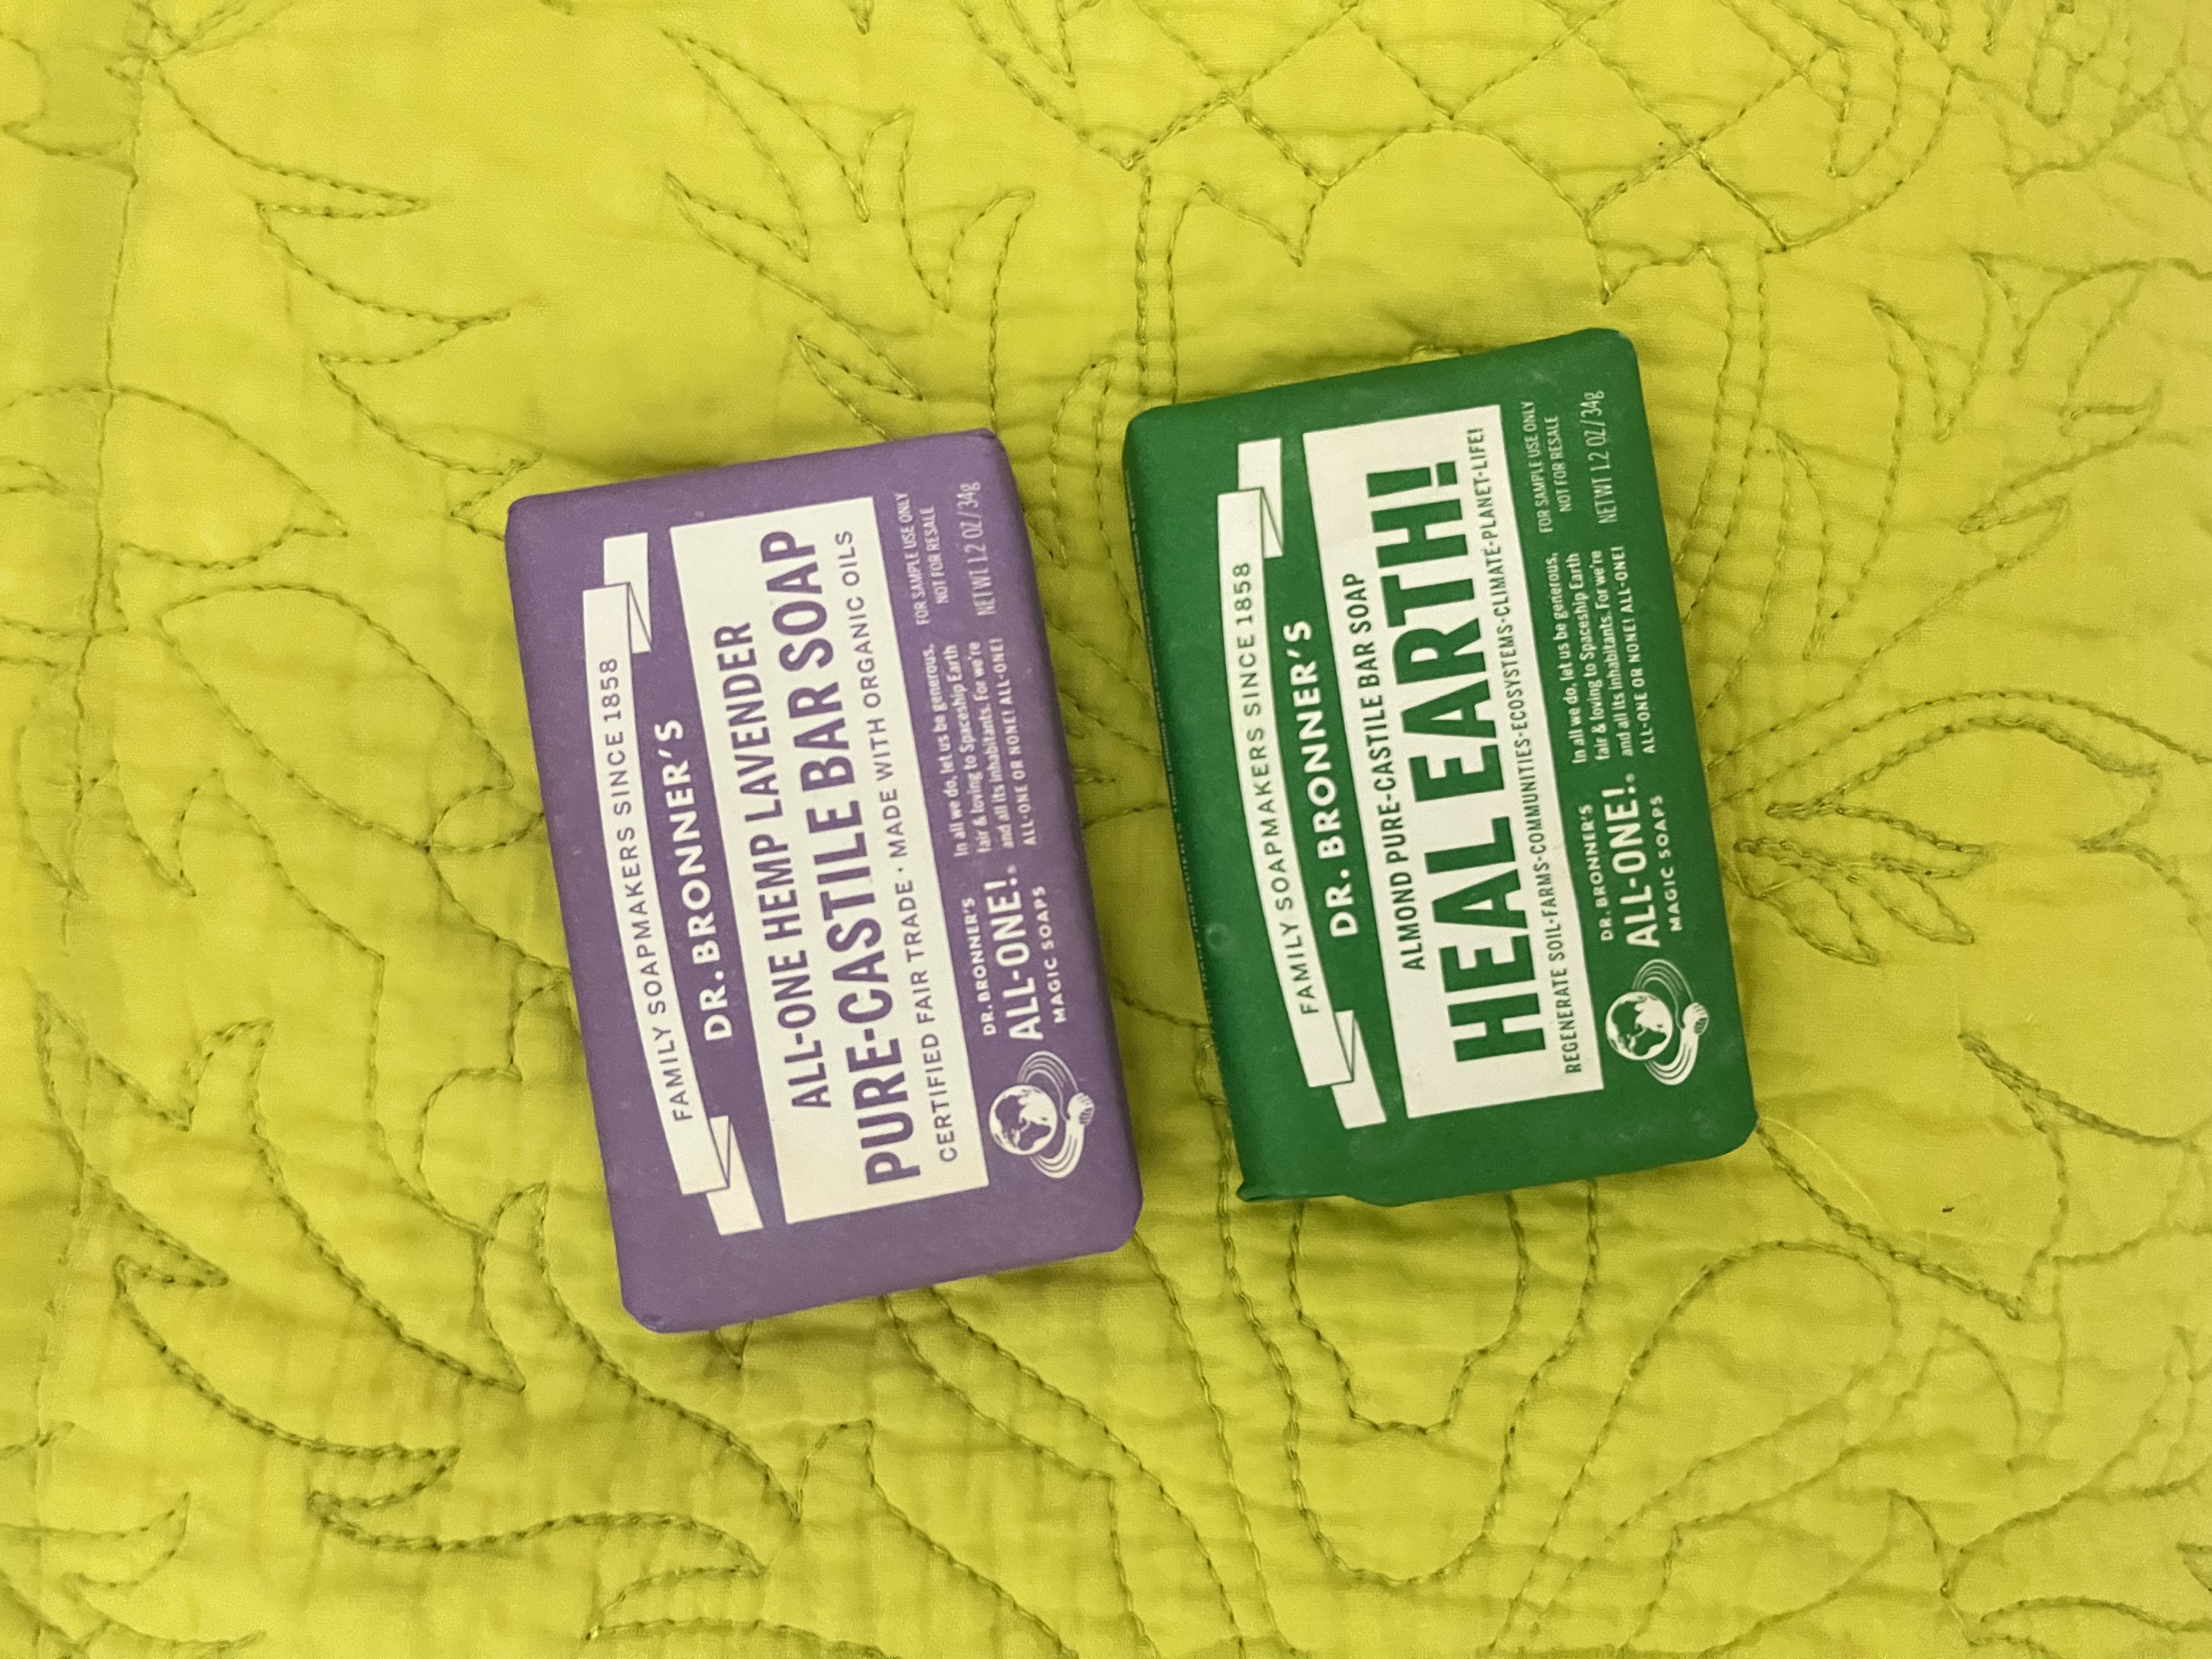 FAMILY SOAPMAKERS SINCE 1858
DR. BRONNER'S
ALL-ONE HEMP LAVENDER
PURE-CASTILE BAR SOAP
CERTIFIED FAIR TRADE · MADE WITH ORGANIC OILS
DR. BRONNER'S
ALL-ONE!®
MAGIC SOAPS
In all we do, let us be generous,
fair & loving to Spaceship Earth
and all its inhabitants. For we're
ALL-ONE OR NONE! ALL-ONE!
FOR SAMPLE USE ONLY
NOT FOR RESALE
NET WT 1.2 OZ/34g
FAMILY SOAPMAKERS SINCE 1858
DR. BRONNER'S
ALMOND PURE-CASTILE BAR SOAP
HEAL EARTH!
REGENERATE SOIL·FARMS·COMMUNITIES·ECOSYSTEMS·CLIMATE·PLANET·LIFE!
DR. BRONNER'S
ALL-ONE!®
MAGIC SOAPS
In all we do, let us be generous,
fair & loving to Spaceship Earth
and all its inhabitants. For we're
ALL-ONE OR NONE! ALL-ONE!
FOR SAMPLE USE ONLY
NOT FOR RESALE
NET WT 1.2 OZ/34g